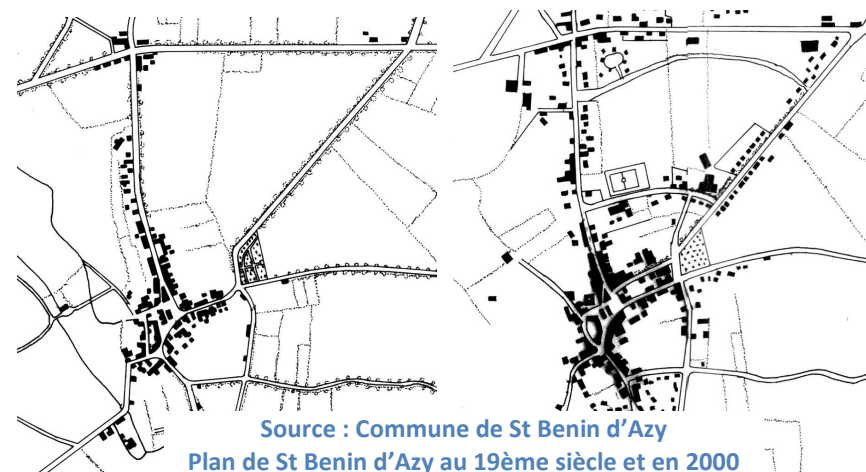 Source : Commune de St Benin d'Azy
Plan de St Benin d'Azy au 19ème siècle et en 2000